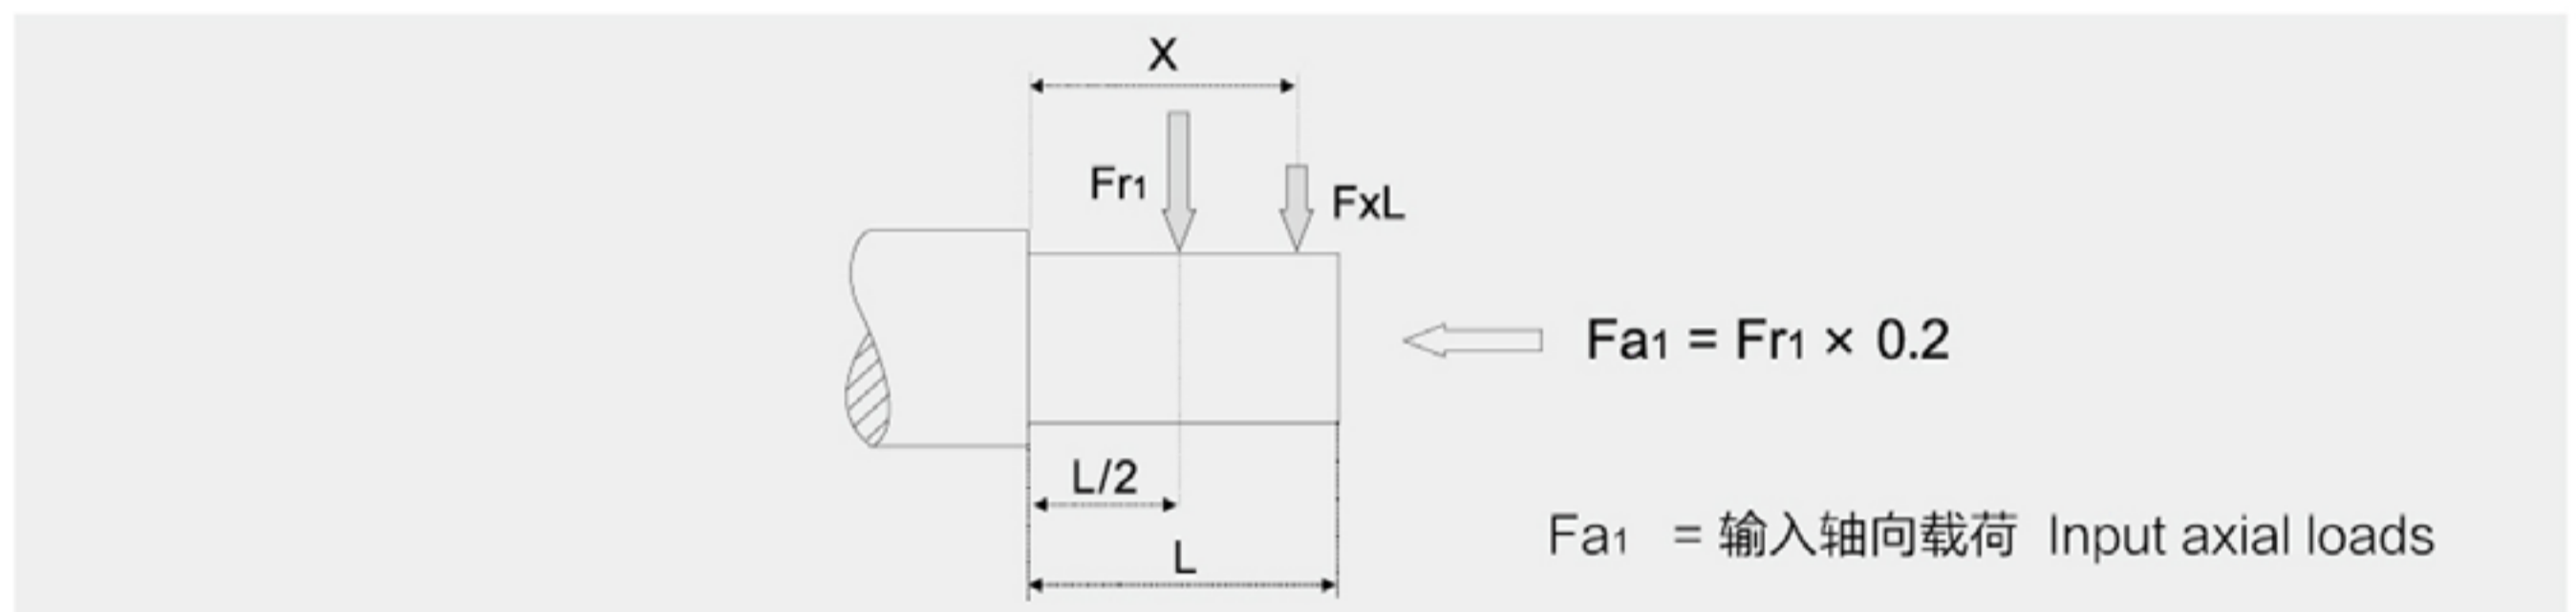 X
Fr1
FxL
Fa1 = Fr1 × 0.2
L/2
L
Fa1 = 输入轴向载荷 Input axial loads